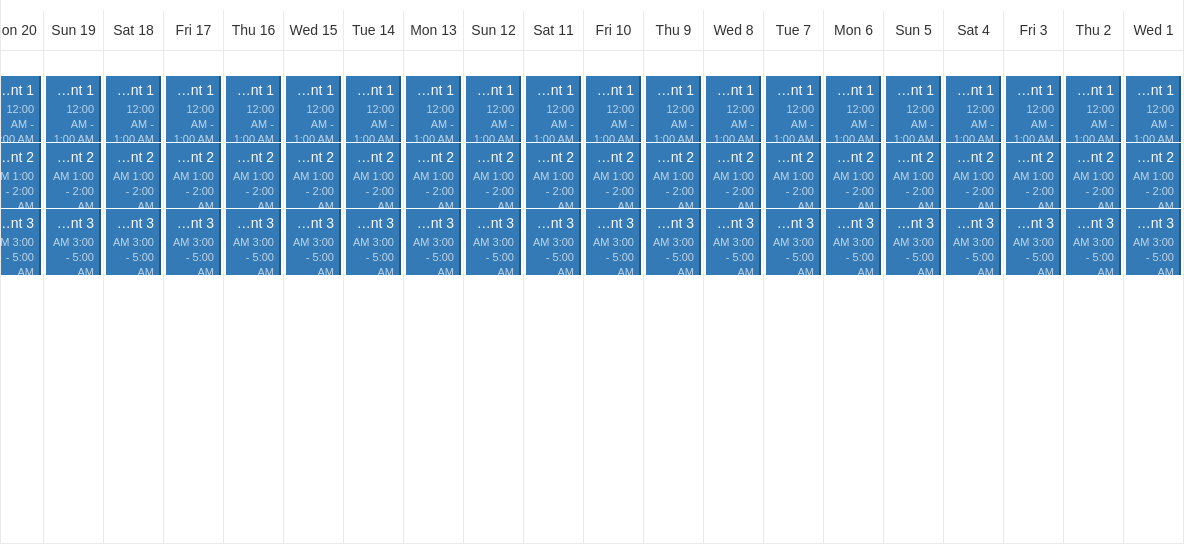 on 20 Sun 19 Sat 18 Fri 17 Thu 16 Wed 15 Tue 14 Mon 13 Sun 12 Sat 11 Fri 10 Thu 9 Wed 8 Tue 7 Mon 6 Sun 5 Sat 4 Fri 3 Thu 2 Wed 1
…nt 1 …nt 1 …nt 1 …nt 1 …nt 1 …nt 1 …nt 1 …nt 1 …nt 1 …nt 1 …nt 1 …nt 1 …nt 1 …nt 1 …nt 1 …nt 1 …nt 1 …nt 1 …nt 1 …nt 1
12:00 12:00 12:00 12:00 12:00 12:00 12:00 12:00 12:00 12:00 12:00 12:00 12:00 12:00 12:00 12:00 12:00 12:00 12:00 12:00
AM - AM - AM - AM - AM - AM - AM - AM - AM - AM - AM - AM - AM - AM - AM - AM - AM - AM - AM - AM -
:00 AM 1:00 AM 1:00 AM 1:00 AM 1:00 AM 1:00 AM 1:00 AM 1:00 AM 1:00 AM 1:00 AM 1:00 AM 1:00 AM 1:00 AM 1:00 AM 1:00 AM 1:00 AM 1:00 AM 1:00 AM 1:00 AM 1:00 AM
…nt 2 …nt 2 …nt 2 …nt 2 …nt 2 …nt 2 …nt 2 …nt 2 …nt 2 …nt 2 …nt 2 …nt 2 …nt 2 …nt 2 …nt 2 …nt 2 …nt 2 …nt 2 …nt 2 …nt 2
M 1:00 AM 1:00 AM 1:00 AM 1:00 AM 1:00 AM 1:00 AM 1:00 AM 1:00 AM 1:00 AM 1:00 AM 1:00 AM 1:00 AM 1:00 AM 1:00 AM 1:00 AM 1:00 AM 1:00 AM 1:00 AM 1:00 AM 1:00
- 2:00 - 2:00 - 2:00 - 2:00 - 2:00 - 2:00 - 2:00 - 2:00 - 2:00 - 2:00 - 2:00 - 2:00 - 2:00 - 2:00 - 2:00 - 2:00 - 2:00 - 2:00 - 2:00 - 2:00
AM AM AM AM AM AM AM AM AM AM AM AM AM AM AM AM AM AM AM AM
…nt 3 …nt 3 …nt 3 …nt 3 …nt 3 …nt 3 …nt 3 …nt 3 …nt 3 …nt 3 …nt 3 …nt 3 …nt 3 …nt 3 …nt 3 …nt 3 …nt 3 …nt 3 …nt 3 …nt 3
M 3:00 AM 3:00 AM 3:00 AM 3:00 AM 3:00 AM 3:00 AM 3:00 AM 3:00 AM 3:00 AM 3:00 AM 3:00 AM 3:00 AM 3:00 AM 3:00 AM 3:00 AM 3:00 AM 3:00 AM 3:00 AM 3:00 AM 3:00
- 5:00 - 5:00 - 5:00 - 5:00 - 5:00 - 5:00 - 5:00 - 5:00 - 5:00 - 5:00 - 5:00 - 5:00 - 5:00 - 5:00 - 5:00 - 5:00 - 5:00 - 5:00 - 5:00 - 5:00
AM AM AM AM AM AM AM AM AM AM AM AM AM AM AM AM AM AM AM AM